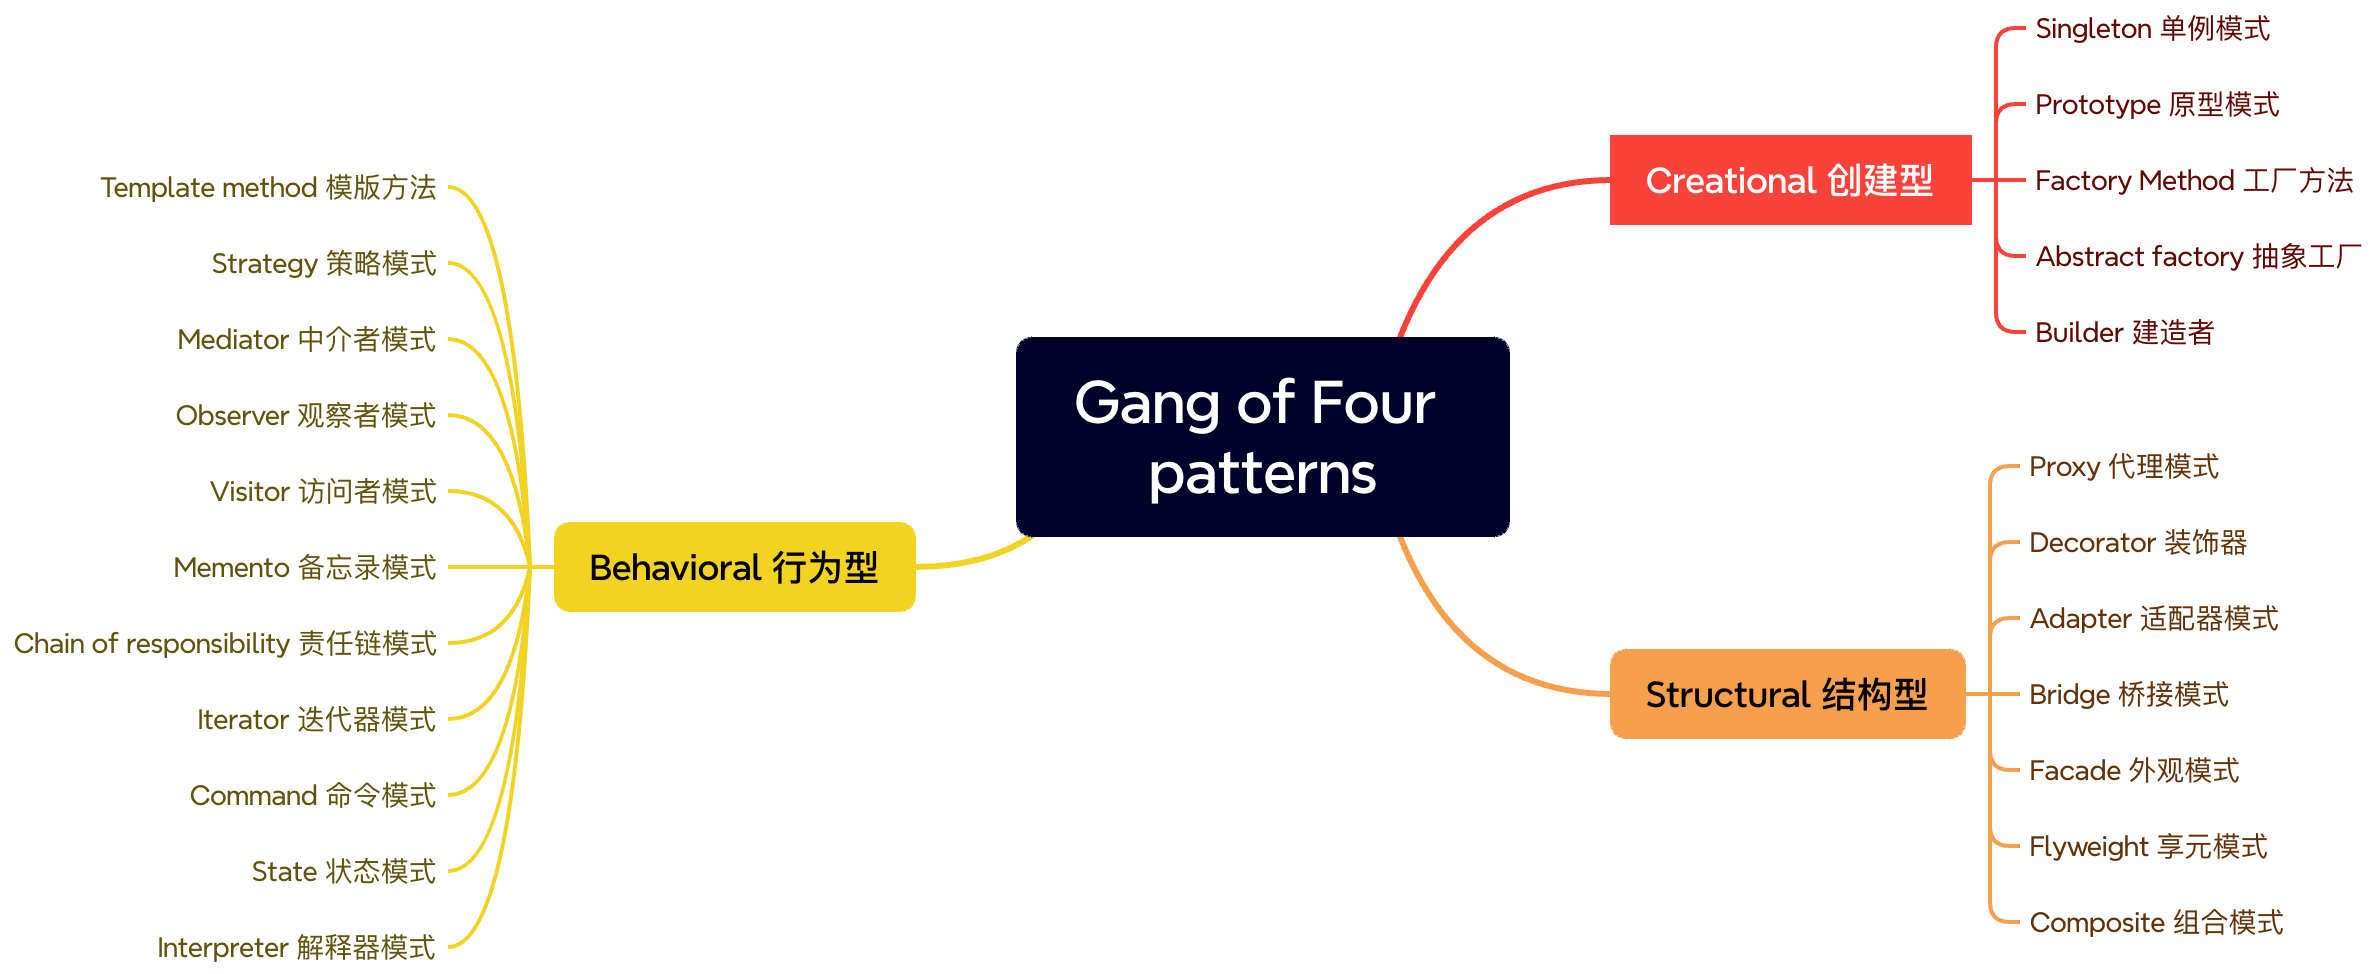 Gang of Four
patterns
Creational 创建型
Singleton 单例模式
Prototype 原型模式
Factory Method 工厂方法
Abstract factory 抽象工厂
Builder 建造者
Structural 结构型
Proxy 代理模式
Decorator 装饰器
Adapter 适配器模式
Bridge 桥接模式
Facade 外观模式
Flyweight 享元模式
Composite 组合模式
Behavioral 行为型
Template method 模版方法
Strategy 策略模式
Mediator 中介者模式
Observer 观察者模式
Visitor 访问者模式
Memento 备忘录模式
Chain of responsibility 责任链模式
Iterator 迭代器模式
Command 命令模式
State 状态模式
Interpreter 解释器模式